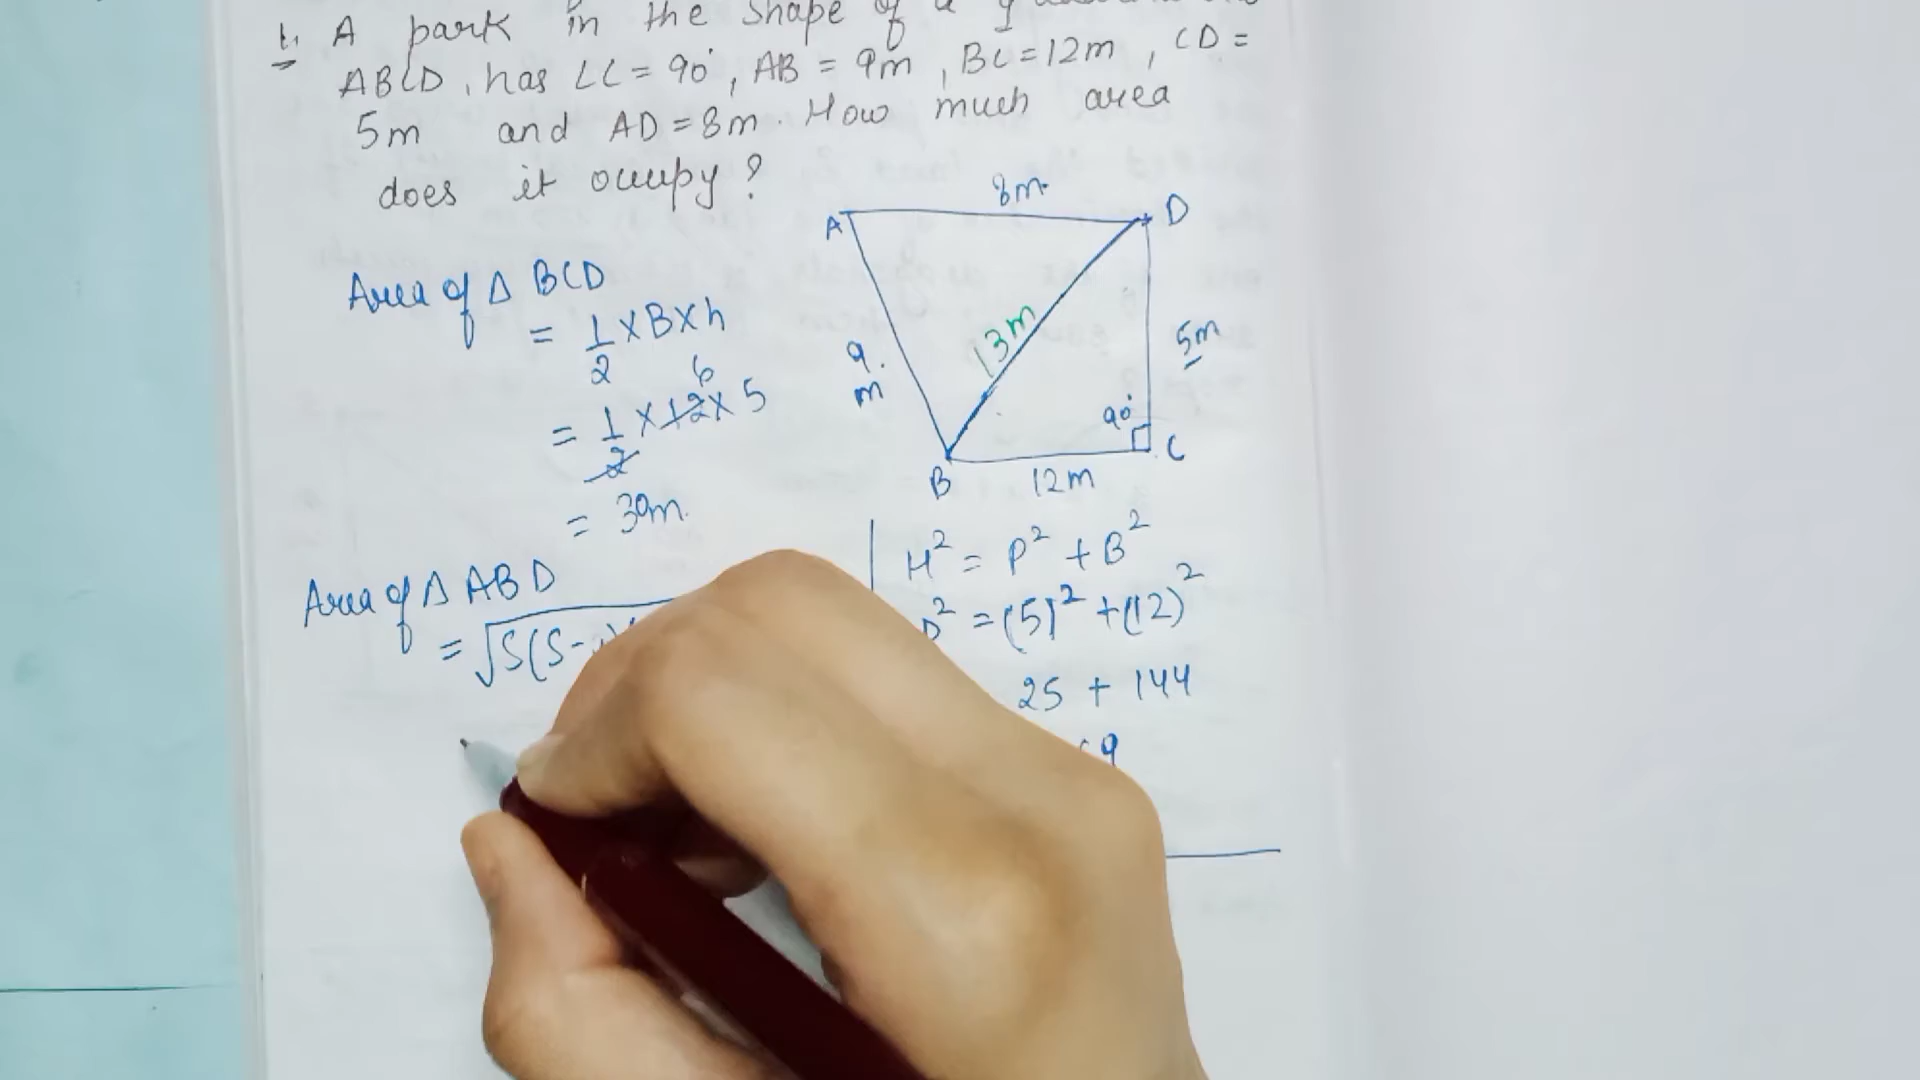 1. A park in the shape of a
ABCD, has ∠C = 90°, AB = 9m, BC = 12m, CD =
5m and AD = 8m. How much area
does it occupy?
8m.
A
D
Area of Δ BCD
= 1/2 × B × h
13m
5m
9.
m
6
= 1/2 × 12 × 5
90°
C
B
12m
= 30m.
H² = P² + B²
Area of Δ ABD
D² = (5)² + (12)²
= √S(S-
25 + 144
9